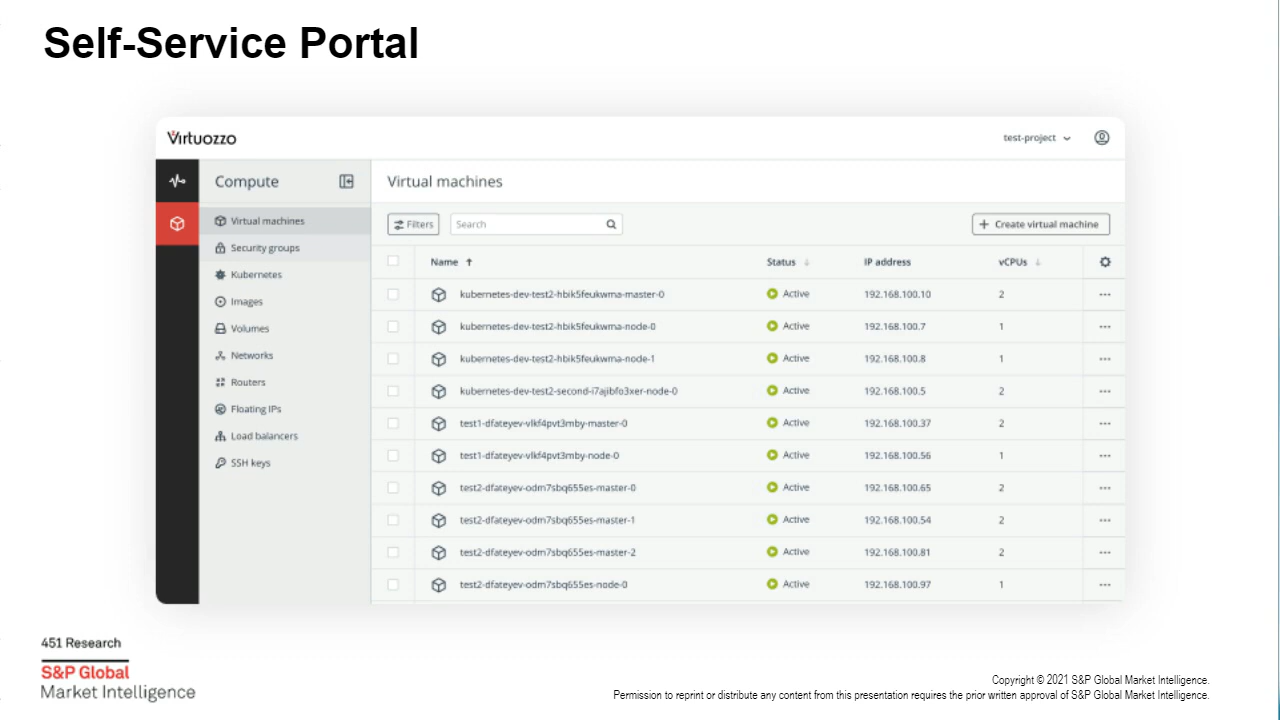 Self-Service Portal
Virtuozzo
test-project
Compute
Virtual machines
Security groups
Kubernetes
Images
Volumes
Networks
Routers
Floating IPs
Load balancers
SSH keys
Virtual machines
Filters Search + Create virtual machine
Name ↑ Status ↓ IP address vCPUs ↓
kubernetes-dev-test2-hbik5feukwma-master-0 Active 192.168.100.10 2 ...
kubernetes-dev-test2-hbik5feukwma-node-0 Active 192.168.100.7 1 ...
kubernetes-dev-test2-hbik5feukwma-node-1 Active 192.168.100.8 1 ...
kubernetes-dev-test2-second-i7ajibfo3xer-node-0 Active 192.168.100.5 2 ...
test1-dfateyev-vlkf4pvt3mby-master-0 Active 192.168.100.37 2 ...
test1-dfateyev-vlkf4pvt3mby-node-0 Active 192.168.100.56 1 ...
test2-dfateyev-odm7sbq655es-master-0 Active 192.168.100.65 2 ...
test2-dfateyev-odm7sbq655es-master-1 Active 192.168.100.54 2 ...
test2-dfateyev-odm7sbq655es-master-2 Active 192.168.100.81 2 ...
test2-dfateyev-odm7sbq655es-node-0 Active 192.168.100.97 1 ...
451 Research
S&P Global
Market Intelligence
Copyright © 2021 S&P Global Market Intelligence.
Permission to reprint or distribute any content from this presentation requires the prior written approval of S&P Global Market Intelligence.